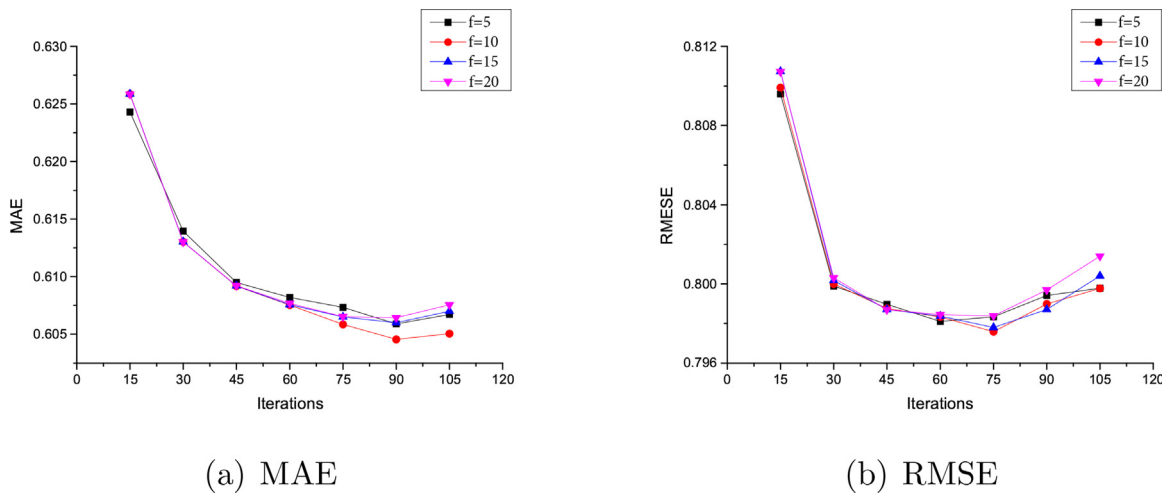 f=5
f=10
f=15
f=20
0.630
0.625
0.620
0.615
0.610
0.605
MAE
0 15 30 45 60 75 90 105 120
Iterations
(a) MAE
f=5
f=10
f=15
f=20
0.812
0.808
0.804
0.800
0.796
RMESE
0 15 30 45 60 75 90 105 120
Iterations
(b) RMSE